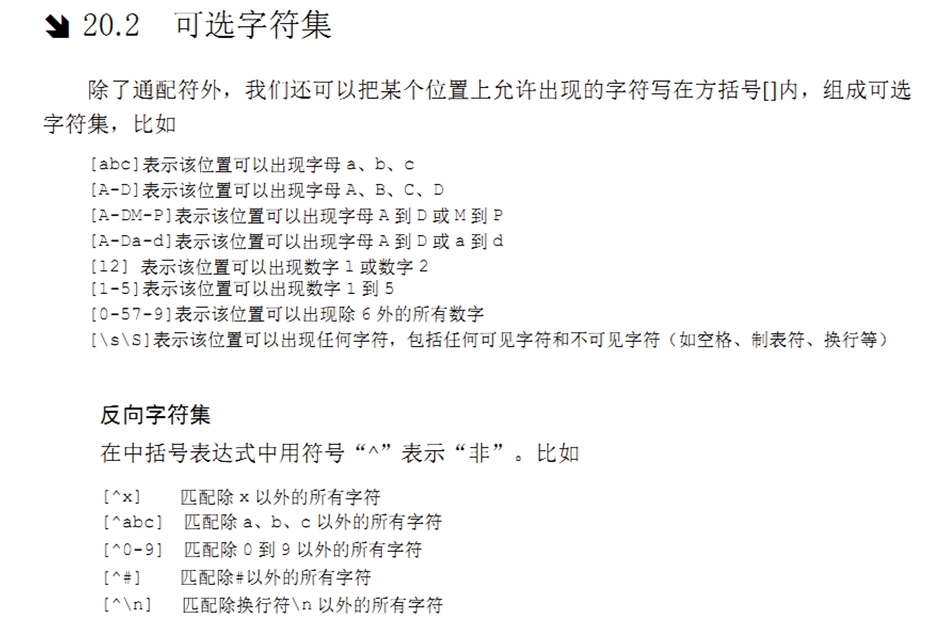 20.2 可选字符集
除了通配符外，我们还可以把某个位置上允许出现的字符写在方括号[]内，组成可选
字符集，比如
[abc]表示该位置可以出现字母 a、b、c
[A-D]表示该位置可以出现字母 A、B、C、D
[A-DM-P]表示该位置可以出现字母 A 到 D 或 M 到 P
[A-Da-d]表示该位置可以出现字母 A 到 D 或 a 到 d
[12] 表示该位置可以出现数字 1 或数字 2
[1-5]表示该位置可以出现数字 1 到 5
[0-57-9]表示该位置可以出现除 6 外的所有数字
[\s\S]表示该位置可以出现任何字符，包括任何可见字符和不可见字符（如空格、制表符、换行等）
反向字符集
在中括号表达式中用符号“^”表示“非”。比如
[^x] 匹配除 x 以外的所有字符
[^abc] 匹配除 a、b、c 以外的所有字符
[^0-9] 匹配除 0 到 9 以外的所有字符
[^#] 匹配除#以外的所有字符
[^\n] 匹配除换行符\n 以外的所有字符